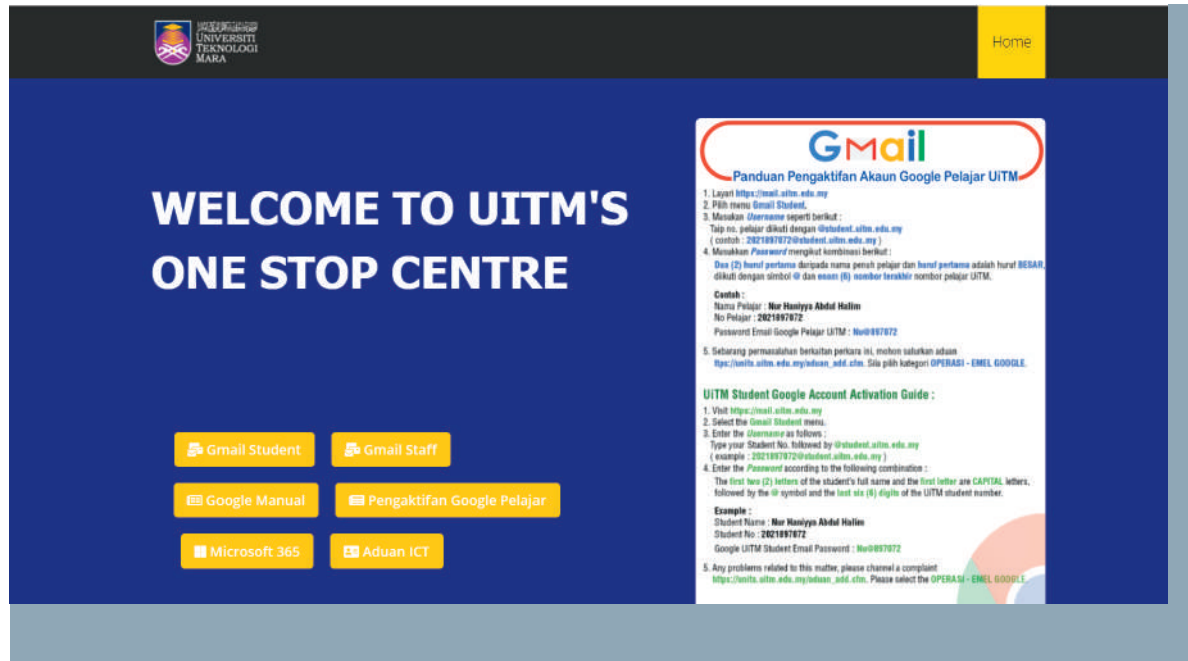 UNIVERSITI
TEKNOLOGI
MARA
Home
WELCOME TO UITM'S
ONE STOP CENTRE
Gmail Student
Gmail Staff
Google Manual
Pengaktifan Google Pelajar
Microsoft 365
Aduan ICT
Gmail
Panduan Pengaktifan Akaun Google Pelajar UiTM
1. Layari https://mail.uitm.edu.my
2. Pilih menu Gmail Student.
3. Masukan Username seperti berikut :
Taip no. pelajar diikuti dengan @student.uitm.edu.my
( contoh : 2021897072@student.uitm.edu.my )
4. Masukkan Password mengikut kombinasi berikut :
Dua (2) huruf pertama daripada nama penuh pelajar dan huruf pertama adalah huruf BESAR,
diikuti dengan simbol @ dan enam (6) nombor terakhir nombor pelajar UiTM.
Contoh :
Nama Pelajar : Nur Haniyya Abdul Halim
No Pelajar : 2021897072
Password Email Google Pelajar UiTM : Nu@897072
5. Sebarang permasalahan berkaitan perkara ini, mohon salurkan aduan
ttps://units.uitm.edu.my/aduan_add.cfm. Sila pilih kategori OPERASI - EMEL GOOGLE.
UiTM Student Google Account Activation Guide :
1. Visit https://mail.uitm.edu.my
2. Select the Gmail Student menu.
3. Enter the Username as follows :
Type your Student No. followed by @student.uitm.edu.my
( example : 2021897072@student.uitm.edu.my )
4. Enter the Password according to the following combination :
The first two (2) letters of the student's full name and the first letter are CAPITAL letters,
followed by the @ symbol and the last six (6) digits of the UiTM student number.
Example :
Student Name : Nur Haniyya Abdul Halim
Student No : 2021897072
Google UiTM Student Email Password : Nu@897072
5. Any problems related to this matter, please channel a complaint
https://units.uitm.edu.my/aduan_add.cfm. Please select the OPERASI - EMEL GOOGLE.